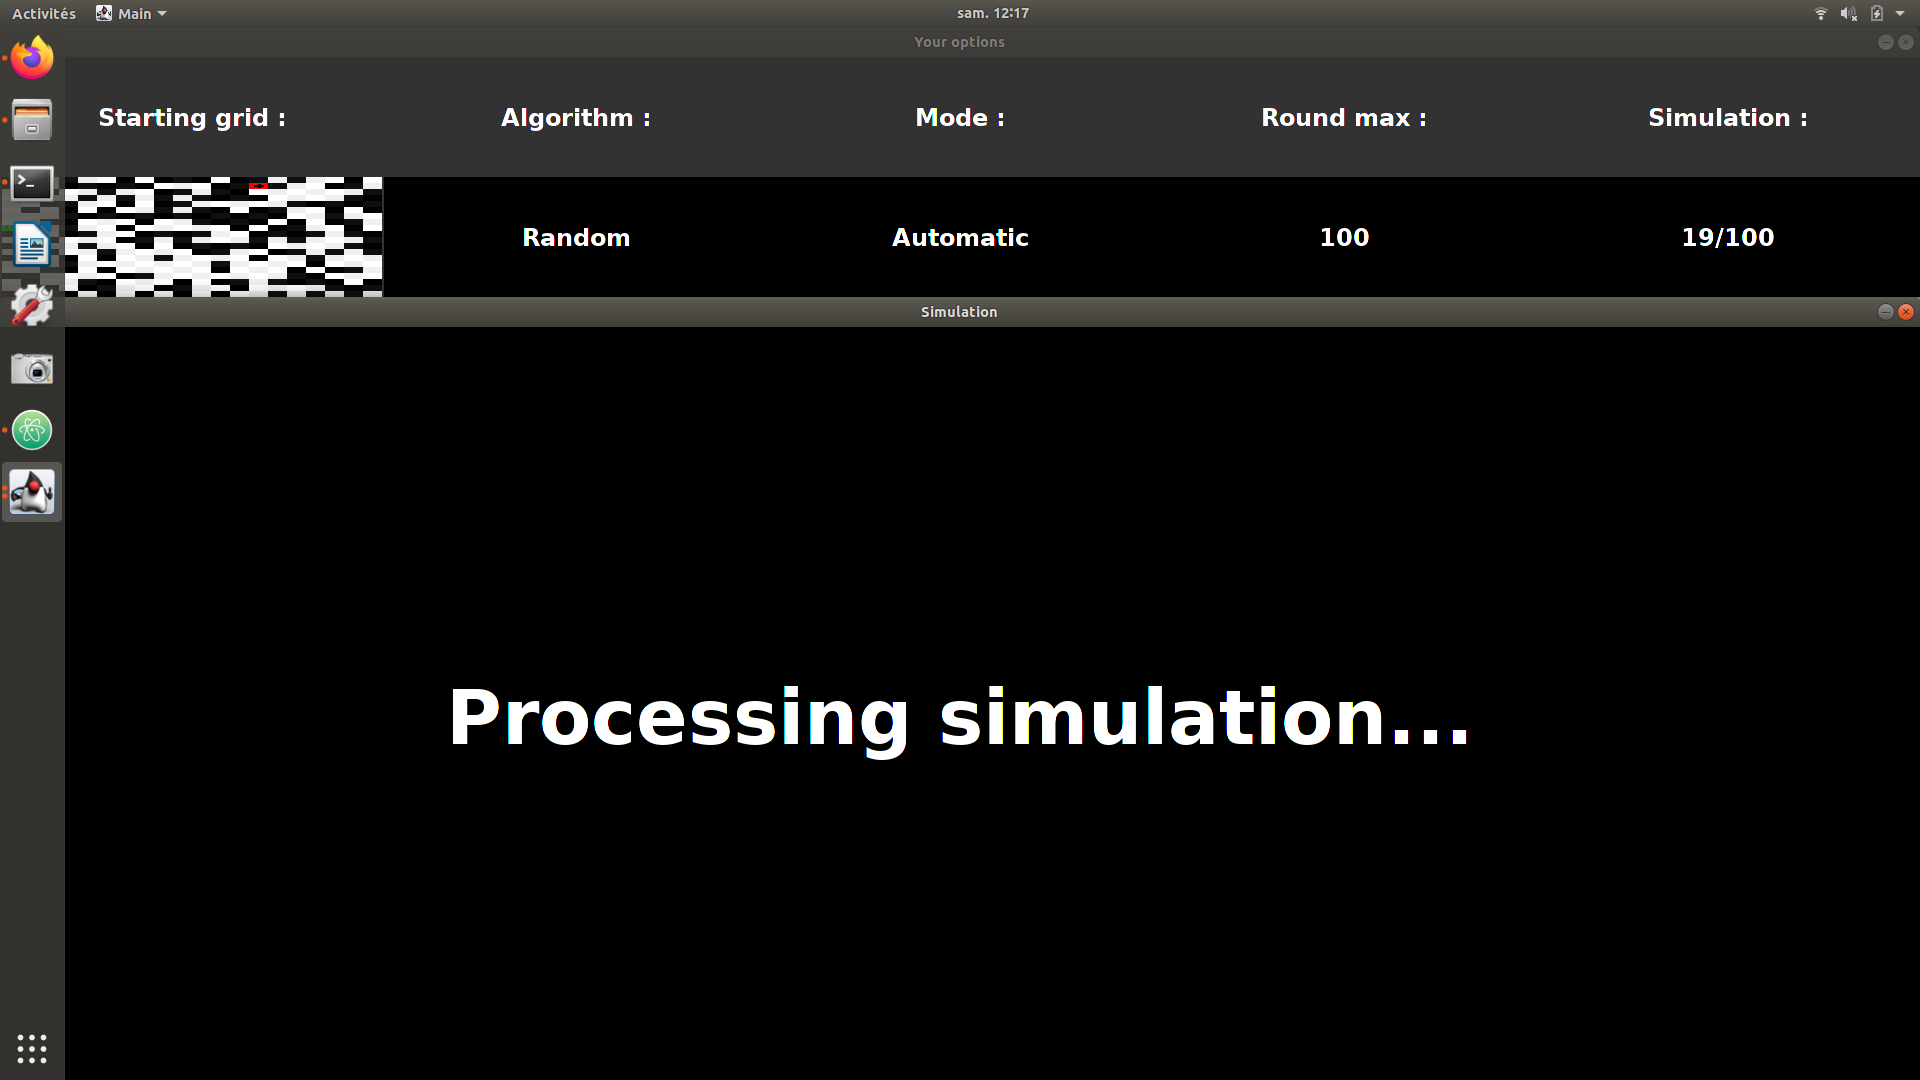 Activités Main sam. 12:17
Your options
Starting grid : Algorithm : Mode : Round max : Simulation :
Random Automatic 100 19/100
Simulation
Processing simulation...